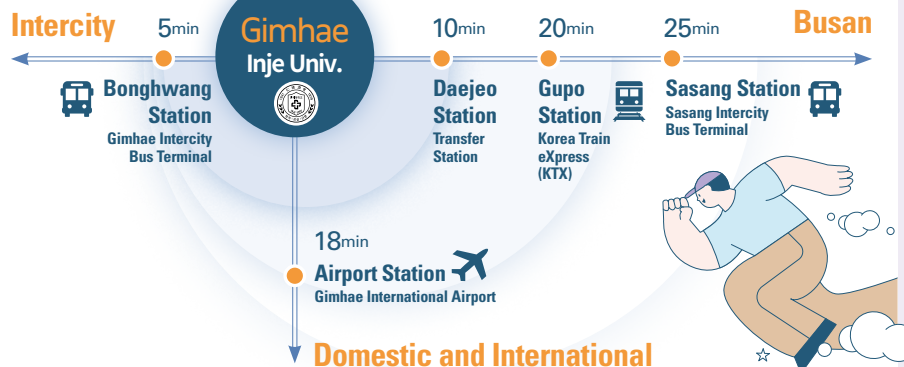 Intercity
5min
Gimhae
Inje Univ.
10min
20min
25min
Busan
Bonghwang
Station
Gimhae Intercity
Bus Terminal
Daejeo
Station
Transfer
Station
Gupo
Station
Korea Train
eXpress
(KTX)
Sasang Station
Sasang Intercity
Bus Terminal
18min
Airport Station
Gimhae International Airport
Domestic and International